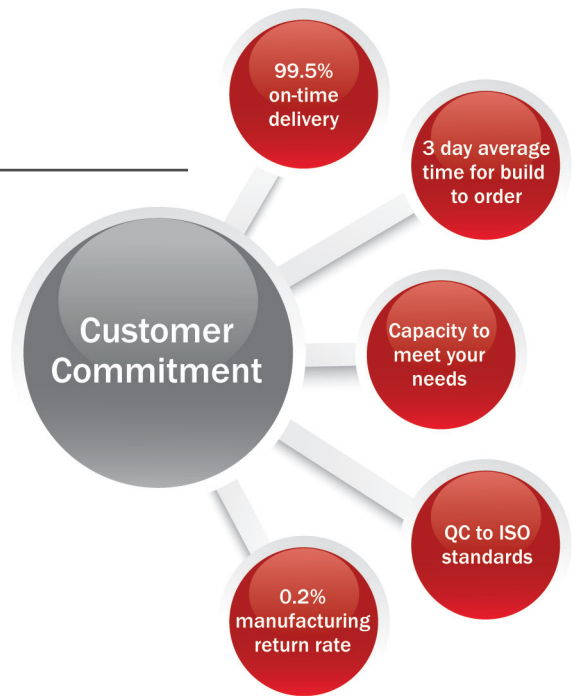 99.5%
on-time
delivery
3 day average
time for build
to order
Customer
Commitment
Capacity to
meet your
needs
QC to ISO
standards
0.2%
manufacturing
return rate